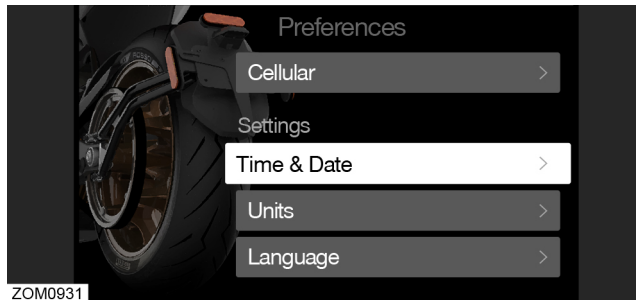 Preferences
Cellular
Settings
Time & Date
Units
Language
ZOM0931